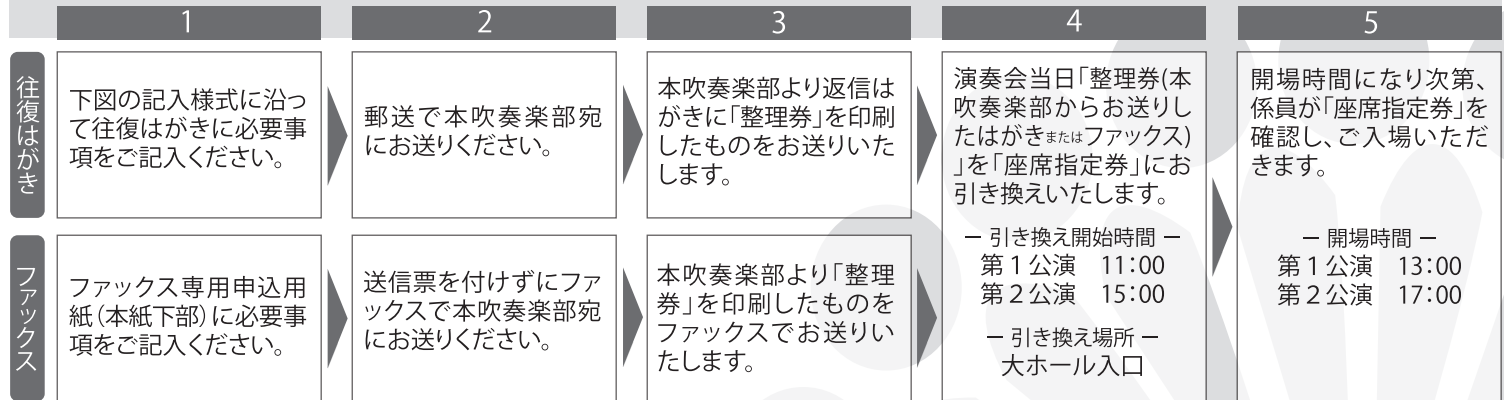 1
2
3
4
5
往復はがき
下図の記入様式に沿っ
て往復はがきに必要事
項をご記入ください。
郵送で本吹奏楽部宛
にお送りください。
本吹奏楽部より返信は
がきに「整理券」を印刷
したものをお送りいた
します。
演奏会当日「整理券(本
吹奏楽部からお送りし
たはがきまたはファックス)
」を「座席指定券」にお
引き換えいたします。
ー 引き換え開始時間 ー
第1公演 11:00
第2公演 15:00
ー 引き換え場所 ー
大ホール入口
開場時間になり次第、
係員が「座席指定券」を
確認し、ご入場いただ
きます。
ー 開場時間 ー
第1公演 13:00
第2公演 17:00
ファックス
ファックス専用申込用
紙(本紙下部)に必要事
項をご記入ください。
送信票を付けずにファ
ックスで本吹奏楽部宛
にお送りください。
本吹奏楽部より「整理
券」を印刷したものを
ファックスでお送りい
たします。